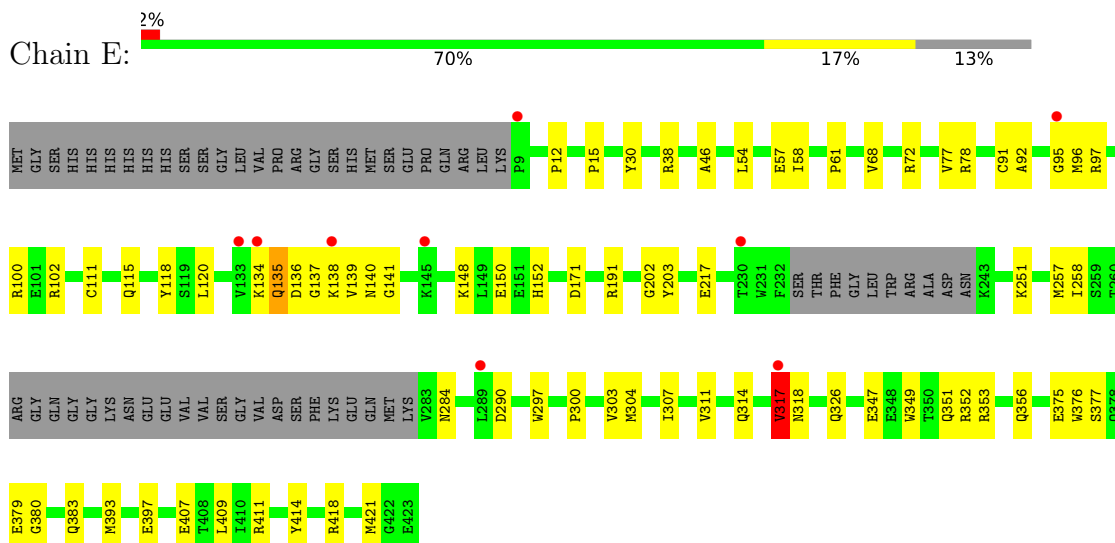 2%
Chain E:
70% 17% 13%
MET GLY SER HIS HIS HIS HIS HIS HIS SER SER GLY LEU VAL PRO ARG GLY SER HIS MET SER GLU PRO GLN ARG LEU LYS P9 P12 P15 Y30 R38 A46 L54 E57 I58 P61 V68 R72 V77 R78 C91 A92 G95 M96 R97
R100 E101 R102 C111 Q115 Y118 S119 L120 V133 K134 Q135 D136 G137 K138 V139 N140 G141 K145 K148 L149 E150 E151 H152 D171 R191 G202 Y203 E217 T230 W231 F232 SER THR PHE GLY LEU TRP ARG ALA ASP ASN K243 K251 M257 I258 S259 T260
ARG GLY GLN GLY GLY LYS ASN GLU GLU VAL VAL SER GLY VAL ASP SER PHE LYS GLU GLN MET LYS V283 N284 L289 D290 W297 P300 V303 M304 I307 V311 Q314 V317 N318 Q326 E347 E348 W349 T350 Q351 R352 R353 Q356 E375 W376 S377
E379 G380 Q383 M393 E397 E407 T408 L409 I410 R411 Y414 R418 M421 G422 E423